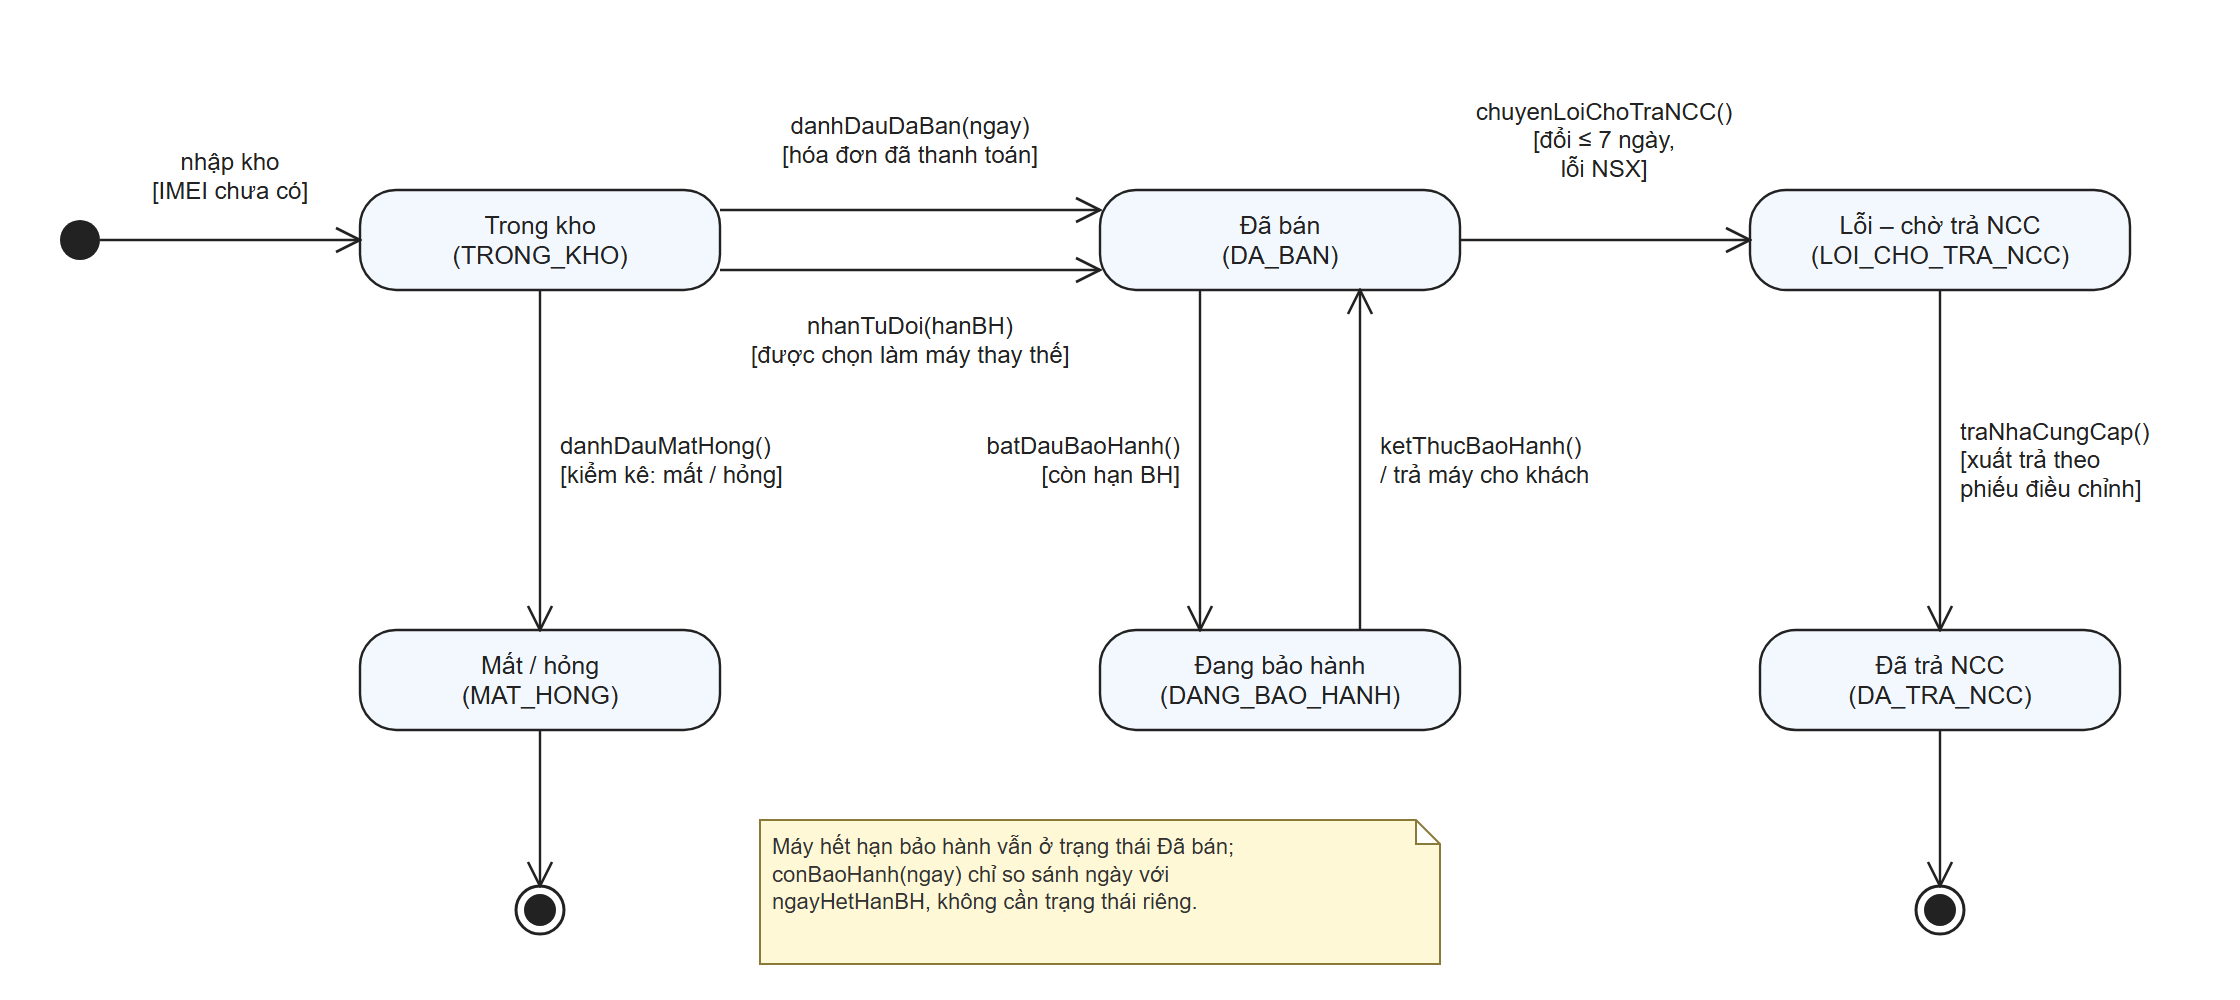 nhập kho
[IMEI chưa có]
Trong kho
(TRONG_KHO)
danhDauDaBan(ngay)
[hóa đơn đã thanh toán]
nhanTuDoi(hanBH)
[được chọn làm máy thay thế]
Đã bán
(DA_BAN)
chuyenLoiChoTraNCC()
[đổi ≤ 7 ngày,
lỗi NSX]
Lỗi – chờ trả NCC
(LOI_CHO_TRA_NCC)
danhDauMatHong()
[kiểm kê: mất / hỏng]
batDauBaoHanh()
[còn hạn BH]
ketThucBaoHanh()
/ trả máy cho khách
traNhaCungCap()
[xuất trả theo
phiếu điều chỉnh]
Mất / hỏng
(MAT_HONG)
Đang bảo hành
(DANG_BAO_HANH)
Đã trả NCC
(DA_TRA_NCC)
Máy hết hạn bảo hành vẫn ở trạng thái Đã bán;
conBaoHanh(ngay) chỉ so sánh ngày với
ngayHetHanBH, không cần trạng thái riêng.